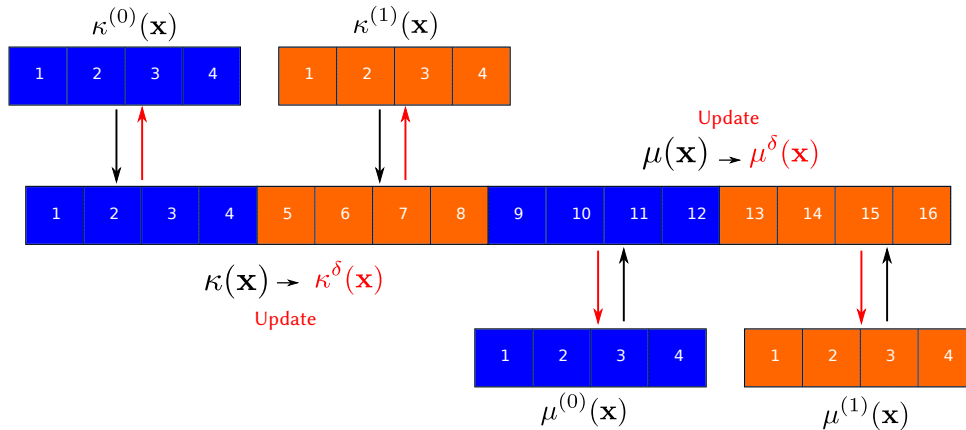 κ^(0)(x) κ^(1)(x)
1 2 3 4 1 2 3 4
Update
μ(x) → μ^δ(x)
1 2 3 4 5 6 7 8 9 10 11 12 13 14 15 16
κ(x) → κ^δ(x)
Update
1 2 3 4 1 2 3 4
μ^(0)(x) μ^(1)(x)